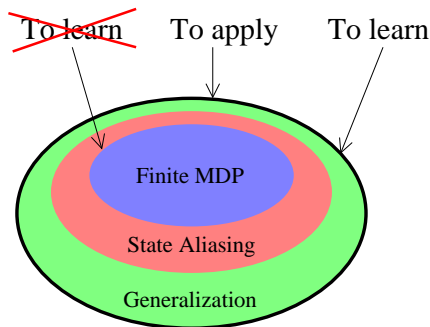 To learn
To apply
To learn
Finite MDP
State Aliasing
Generalization